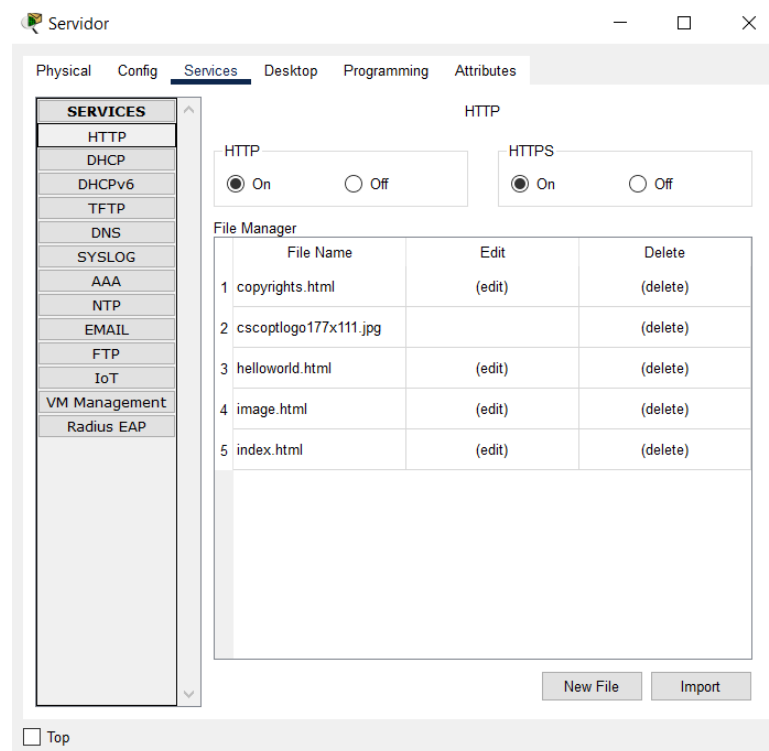 Servidor
Physical Config Services Desktop Programming Attributes
SERVICES
HTTP
DHCP
DHCPv6
TFTP
DNS
SYSLOG
AAA
NTP
EMAIL
FTP
IoT
VM Management
Radius EAP
HTTP
HTTP
On Off
HTTPS
On Off
File Manager
File Name Edit Delete
1 copyrights.html (edit) (delete)
2 cscoptlogo177x111.jpg (delete)
3 helloworld.html (edit) (delete)
4 image.html (edit) (delete)
5 index.html (edit) (delete)
New File Import
Top